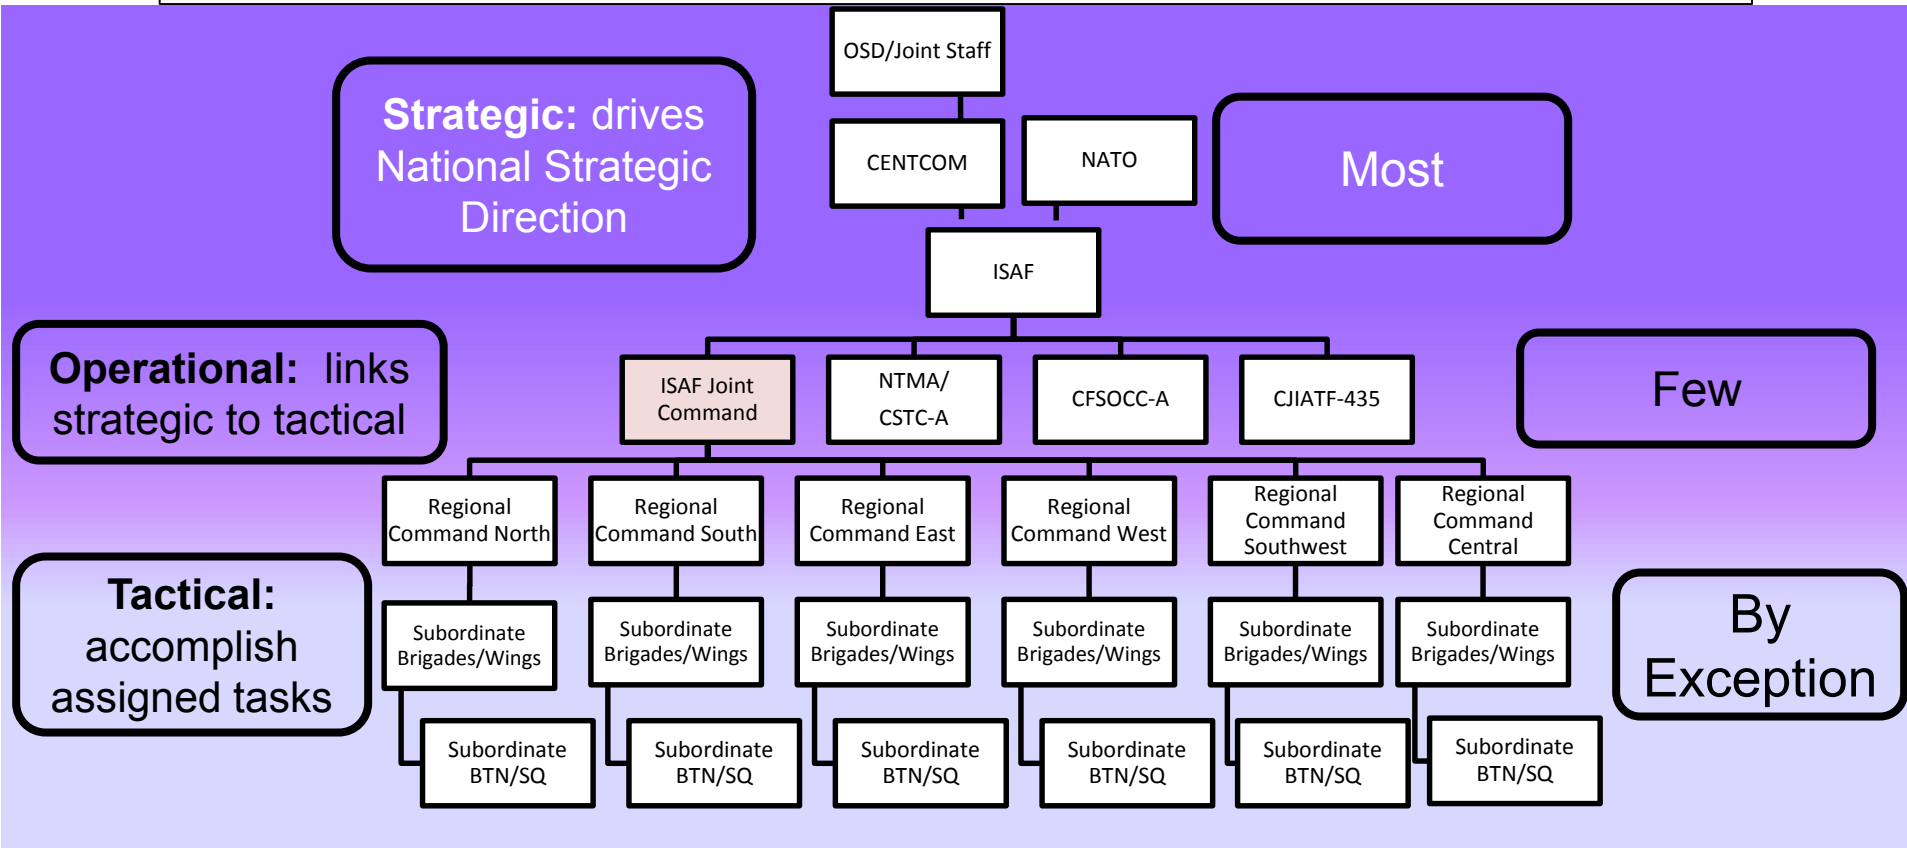 OSD/Joint Staff
Strategic: drives
National Strategic
Direction
CENTCOM
NATO
Most
ISAF
Operational: links
strategic to tactical
ISAF Joint
Command
NTMA/
CSTC-A
CFSOCC-A
CJIATF-435
Few
Regional
Command North
Regional
Command South
Regional
Command East
Regional
Command West
Regional
Command
Southwest
Regional
Command
Central
Tactical:
accomplish
assigned tasks
Subordinate
Brigades/Wings
Subordinate
Brigades/Wings
Subordinate
Brigades/Wings
Subordinate
Brigades/Wings
Subordinate
Brigades/Wings
Subordinate
Brigades/Wings
By
Exception
Subordinate
BTN/SQ
Subordinate
BTN/SQ
Subordinate
BTN/SQ
Subordinate
BTN/SQ
Subordinate
BTN/SQ
Subordinate
BTN/SQ